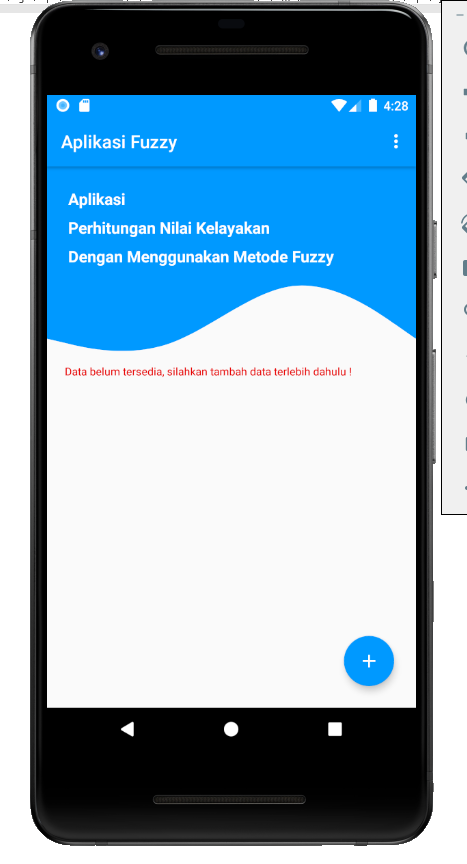 4:28
Aplikasi Fuzzy
Aplikasi
Perhitungan Nilai Kelayakan
Dengan Menggunakan Metode Fuzzy
Data belum tersedia, silahkan tambah data terlebih dahulu !